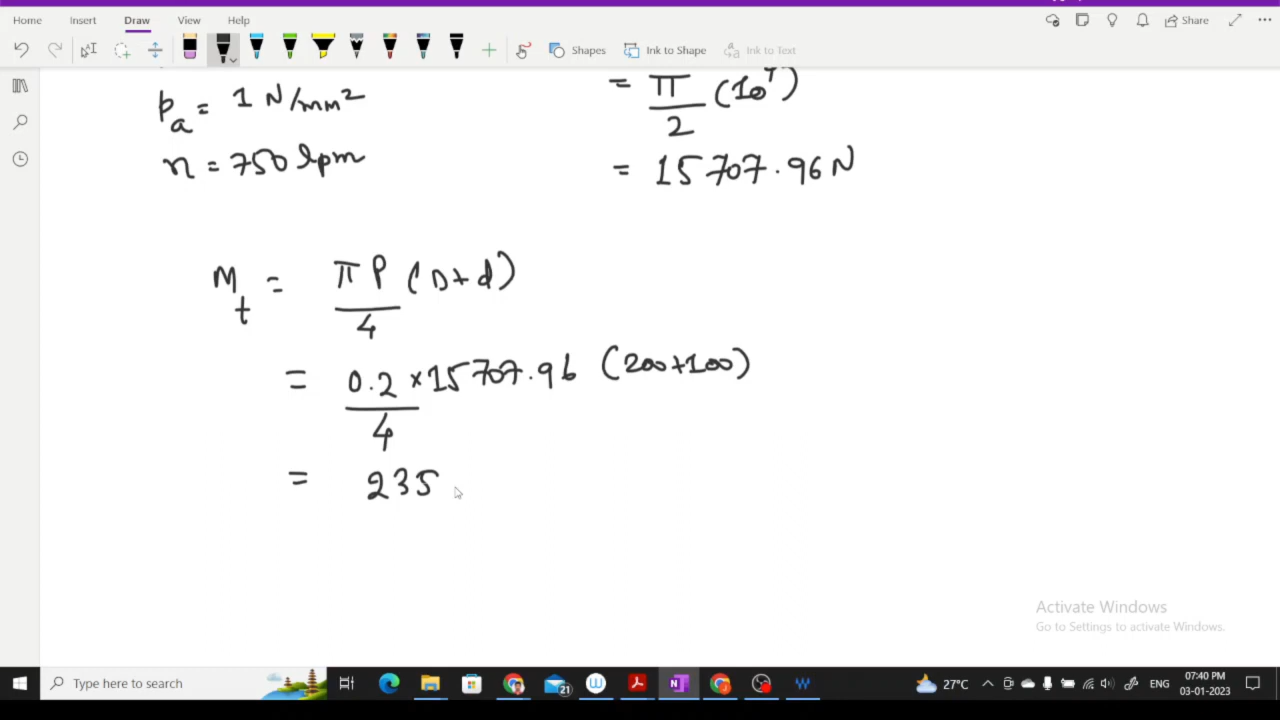 Home Insert Draw View Help
Share
Shapes Ink to Shape Ink to Text
Pa = 1 N/mm²
n = 750 rpm
= π/2 (10⁴)
= 15707.96 N
Mt = πP/4 (D+d)
= 0.2 × 15707.96/4 (200+100)
= 235
Activate Windows
Go to Settings to activate Windows.
Type here to search
21
27°C
ENG
07:40 PM
03-01-2023